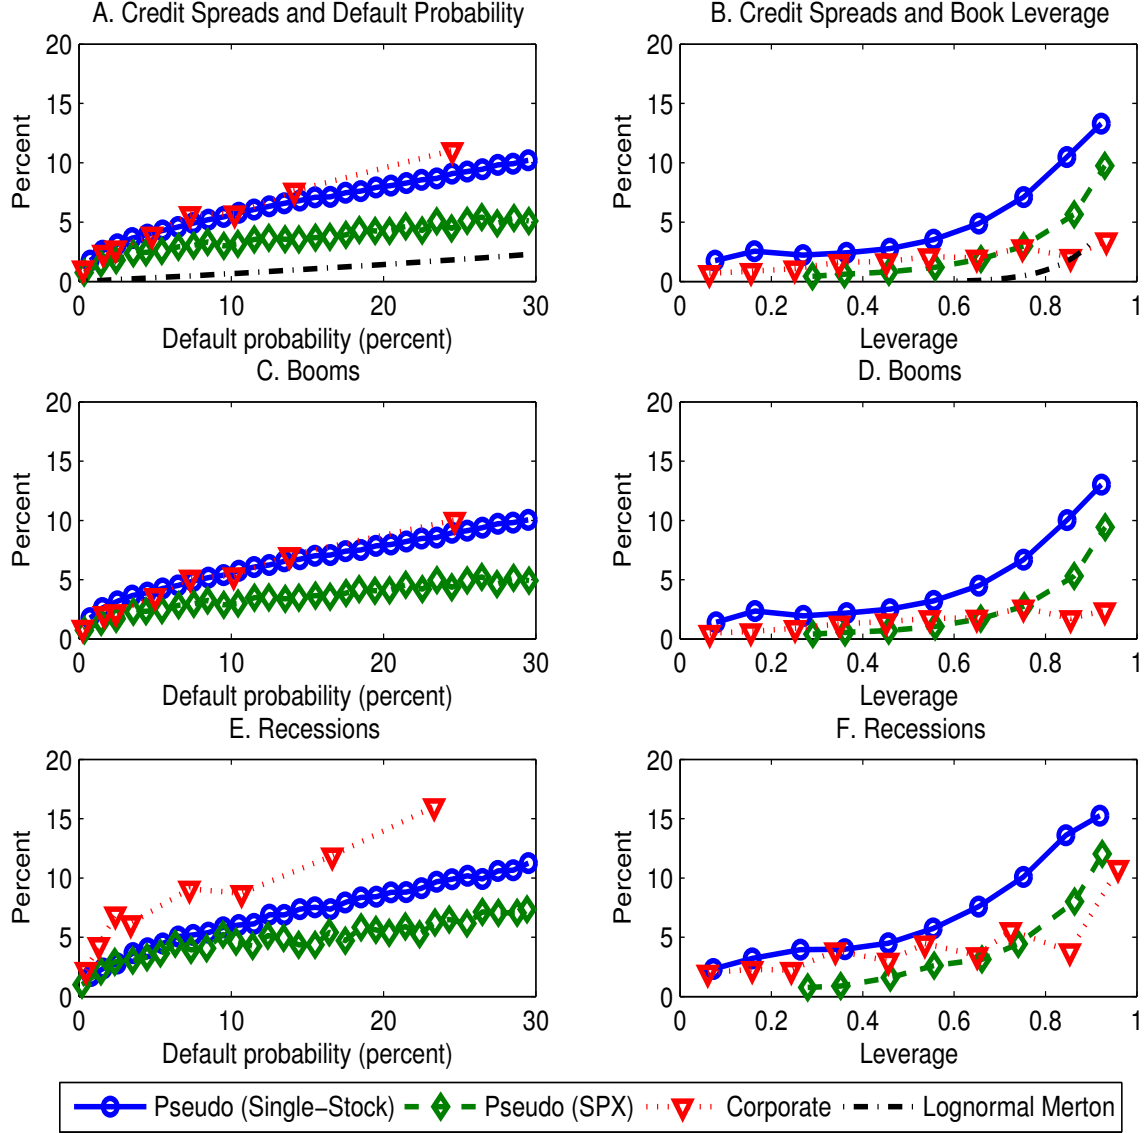 A. Credit Spreads and Default Probability
20
15
10
5
0
Percent
0 10 20 30
Default probability (percent)
B. Credit Spreads and Book Leverage
20
15
10
5
0
Percent
0 0.2 0.4 0.6 0.8 1
Leverage
C. Booms
20
15
10
5
0
Percent
0 10 20 30
Default probability (percent)
D. Booms
20
15
10
5
0
Percent
0 0.2 0.4 0.6 0.8 1
Leverage
E. Recessions
20
15
10
5
0
Percent
0 10 20 30
Default probability (percent)
F. Recessions
20
15
10
5
0
Percent
0 0.2 0.4 0.6 0.8 1
Leverage
Pseudo (Single−Stock) Pseudo (SPX) Corporate Lognormal Merton